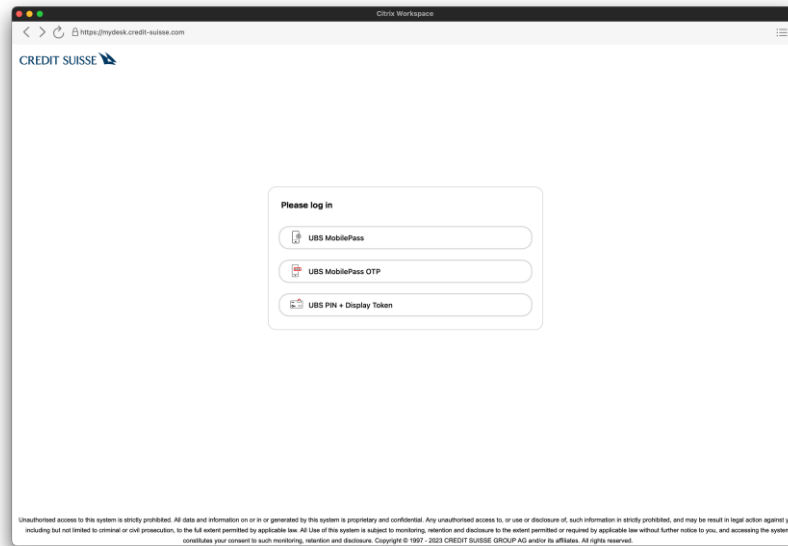 Citrix Workspace
https://mydesk.credit-suisse.com
CREDIT SUISSE
Please log in
UBS MobilePass
UBS MobilePass OTP
UBS PIN + Display Token
Unauthorised access to this system is strictly prohibited. All data and information on or in or generated by this system is proprietary and confidential. Any unauthorised access to, or use or disclosure of, such information in strictly prohibited, and may be result in legal action against
including but not limited to criminal or civil prosecution, to the full extent permitted by applicable law. All Use of this system is subject to monitoring, retention and disclosure to the extent permitted or required by applicable law without further notice to you, and accessing the system
constitutes your consent to such monitoring, retention and disclosure. Copyright © 1997 - 2023 CREDIT SUISSE GROUP AG and/or its affiliates. All rights reserved.